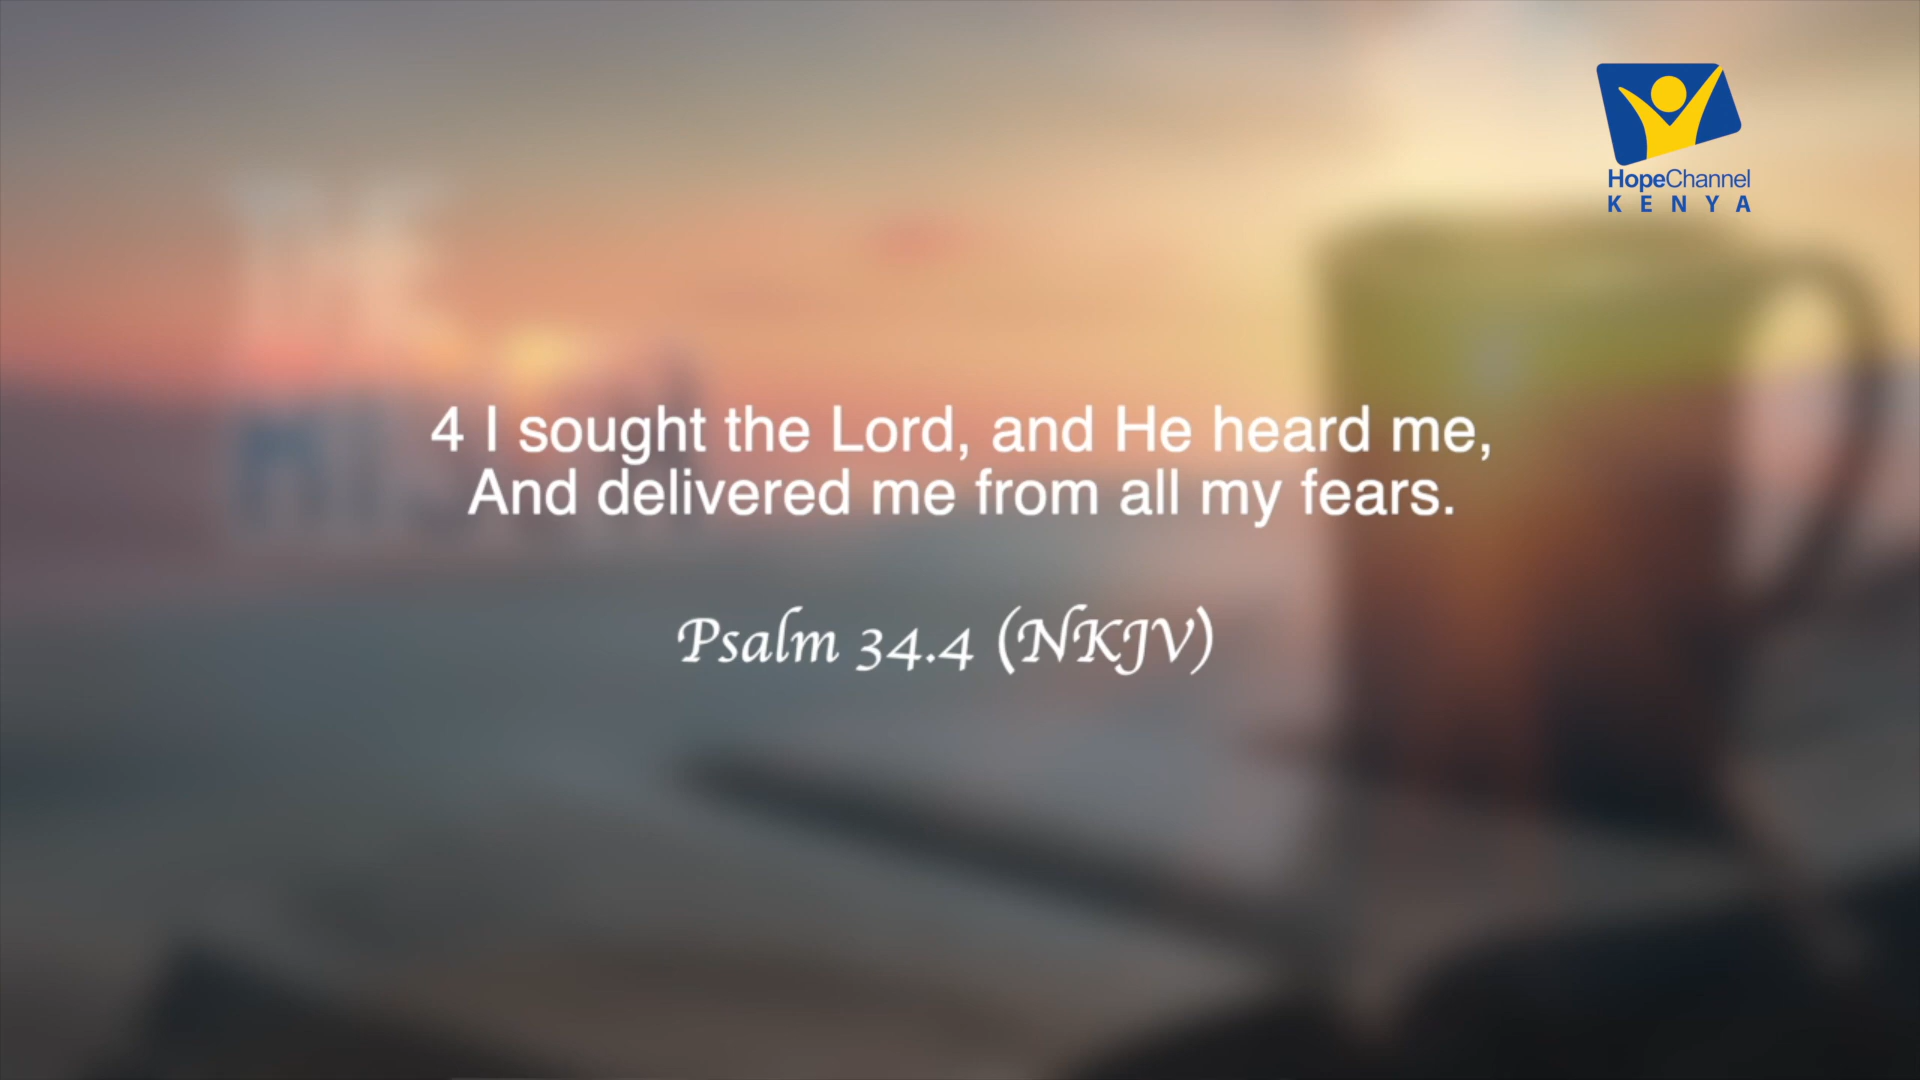 HopeChannel
KENYA
4 I sought the Lord, and He heard me,
And delivered me from all my fears.
Psalm 34.4 (NKJV)